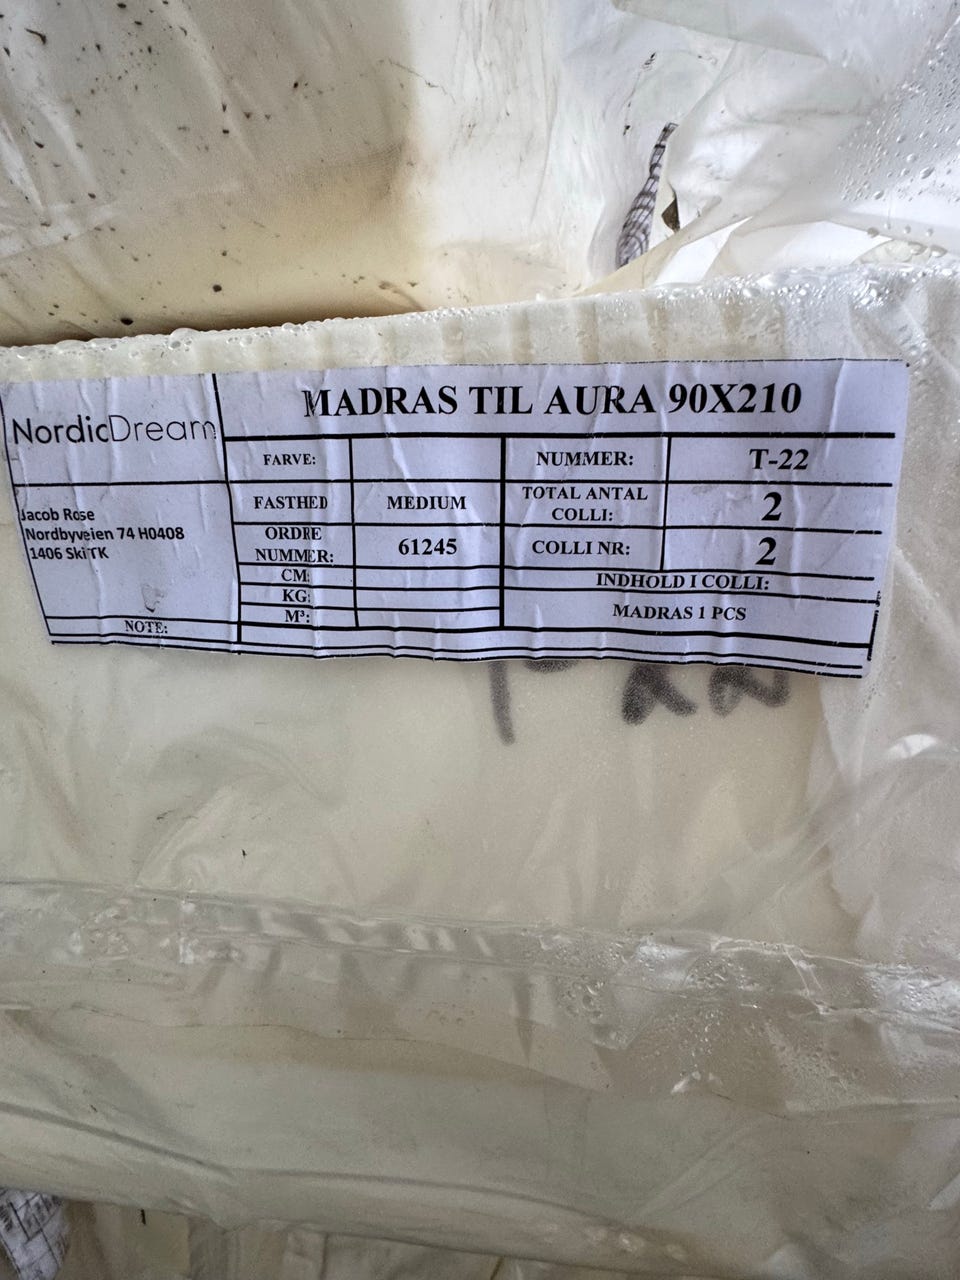 MADRAS TIL AURA 90X210
NordicDream
Jacob Rose
Nordbyveien 74 H0408
1406 Ski TK
NOTE:
FARVE:
FASTHED MEDIUM
ORDRE NUMMER: 61245
CM:
KG:
M³:
NUMMER: T-22
TOTAL ANTAL COLLI: 2
COLLI NR: 2
INDHOLD I COLLI:
MADRAS 1 PCS